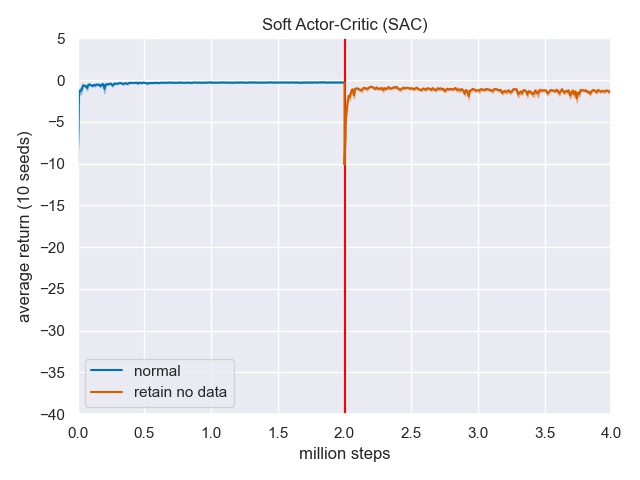 Soft Actor-Critic (SAC)
5
0
−5
−10
−15
−20
−25
−30
−35
−40
average return (10 seeds)
normal
retain no data
0.0 0.5 1.0 1.5 2.0 2.5 3.0 3.5 4.0
million steps